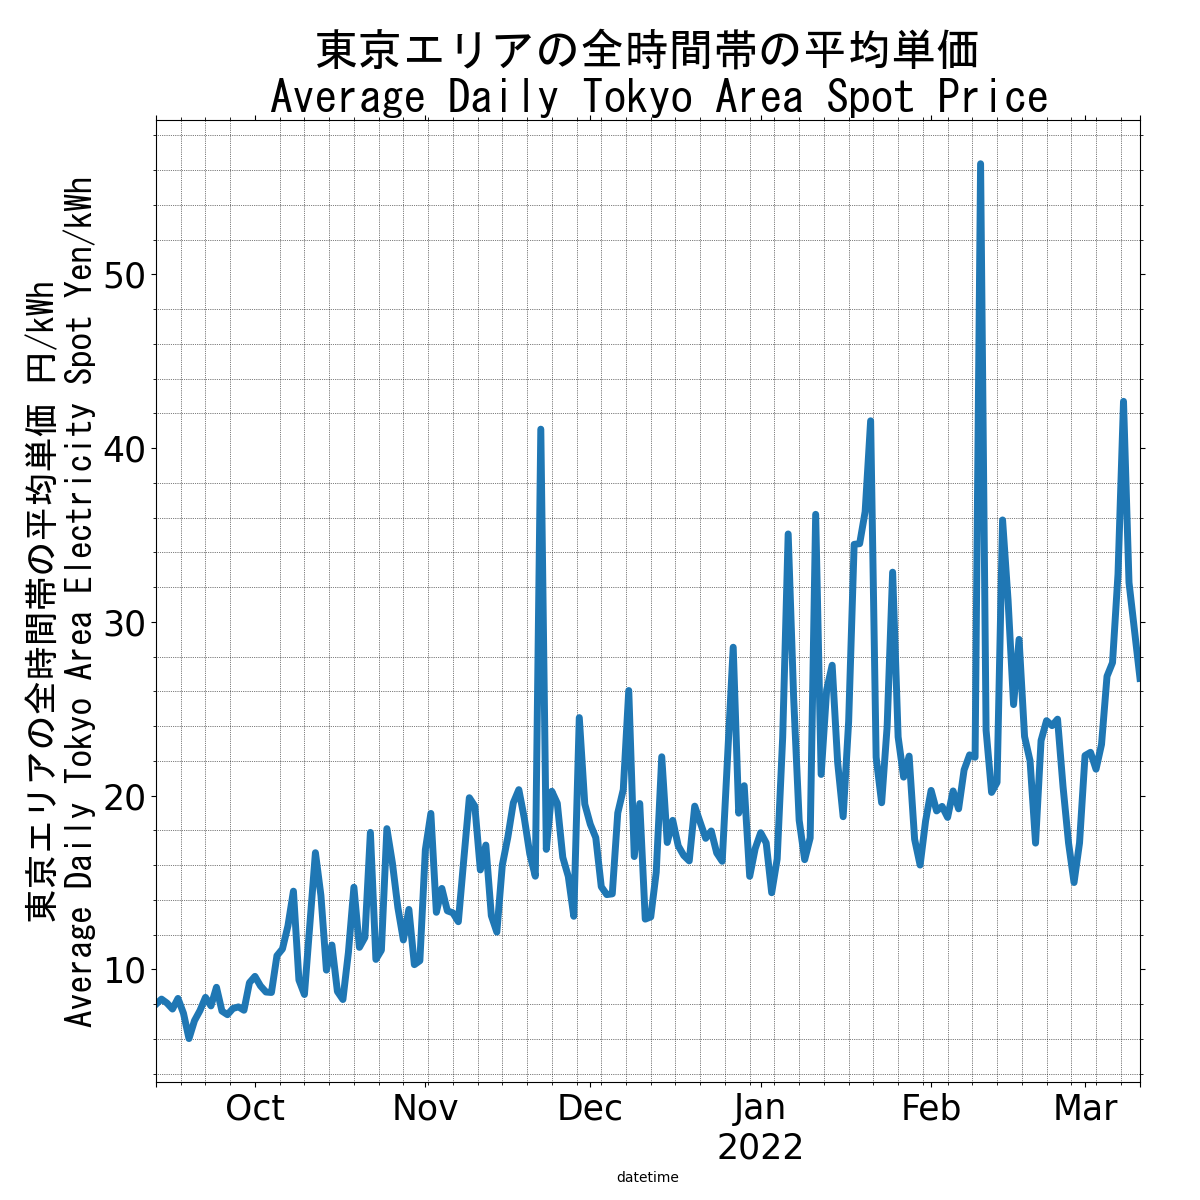 東京エリアの全時間帯の平均単価
Average Daily Tokyo Area Spot Price
東京エリアの全時間帯の平均単価 円/kWh
Average Daily Tokyo Area Electricity Spot Yen/kWh
50
40
30
20
10
Oct
Nov
Dec
Jan
2022
Feb
Mar
datetime